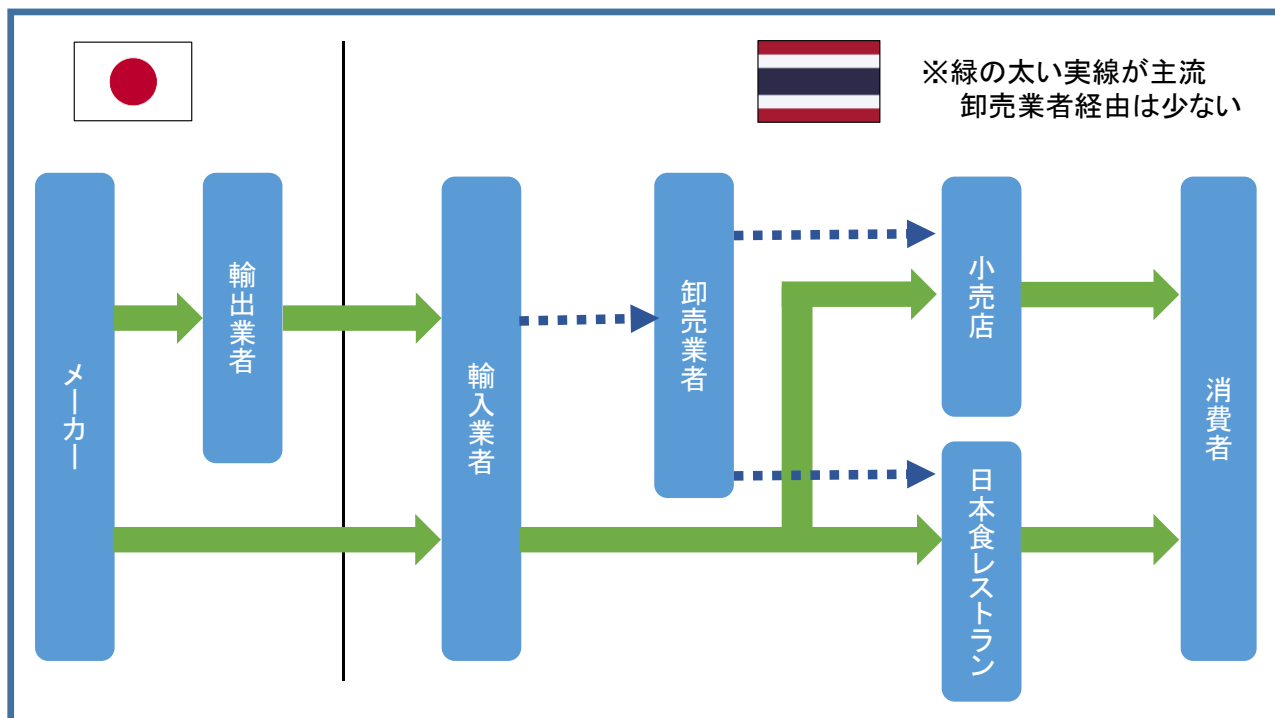 ※緑の太い実線が主流
卸売業者経由は少ない
メーカー
輸出業者
輸入業者
卸売業者
小売店
日本食レストラン
消費者